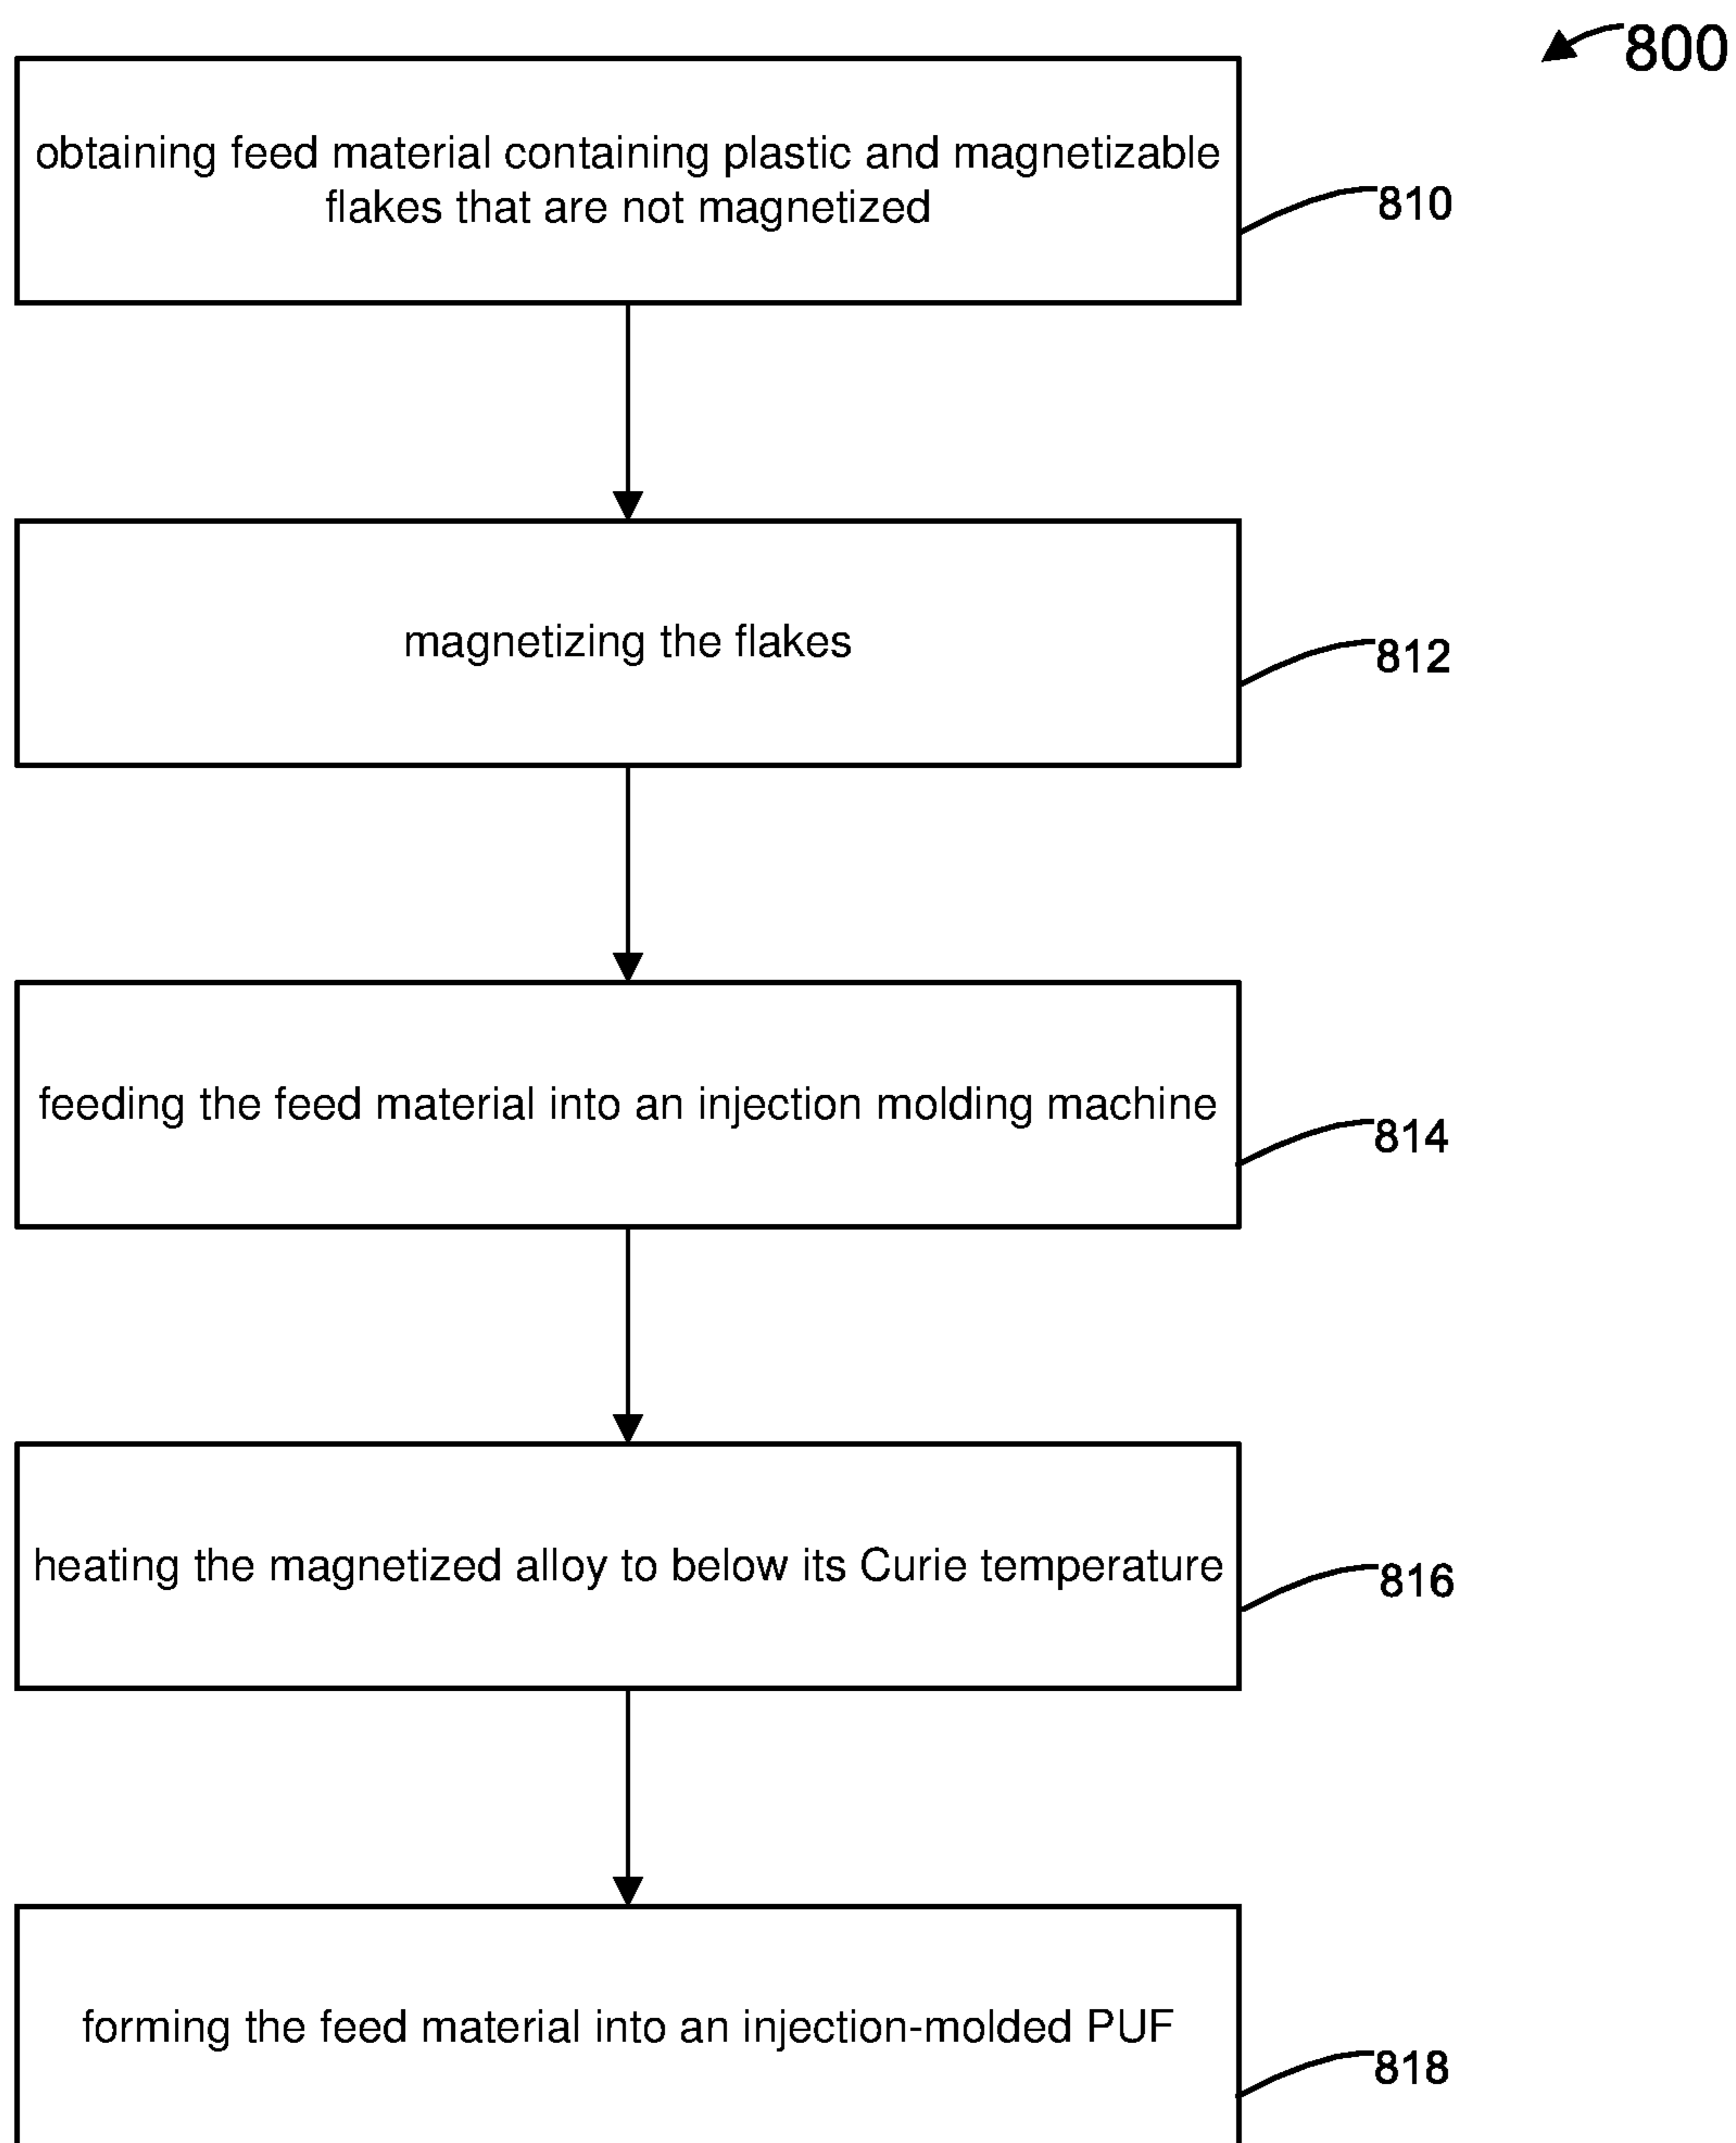 800
obtaining feed material containing plastic and magnetizable
flakes that are not magnetized
810
magnetizing the flakes
812
feeding the feed material into an injection molding machine
814
heating the magnetized alloy to below its Curie temperature
816
forming the feed material into an injection-molded PUF
818